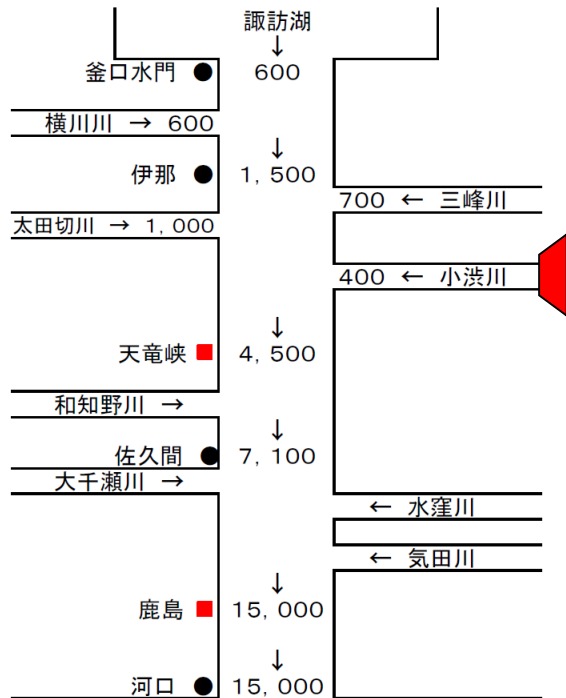 諏訪湖
↓
釜口水門 ● 600
横川川 → 600
↓
伊那 ● 1,500
700 ← 三峰川
太田切川 → 1,000
400 ← 小渋川
↓
天竜峡 ■ 4,500
和知野川 →
↓
佐久間 ● 7,100
大千瀬川 →
← 水窪川
← 気田川
↓
鹿島 ■ 15,000
↓
河口 ● 15,000